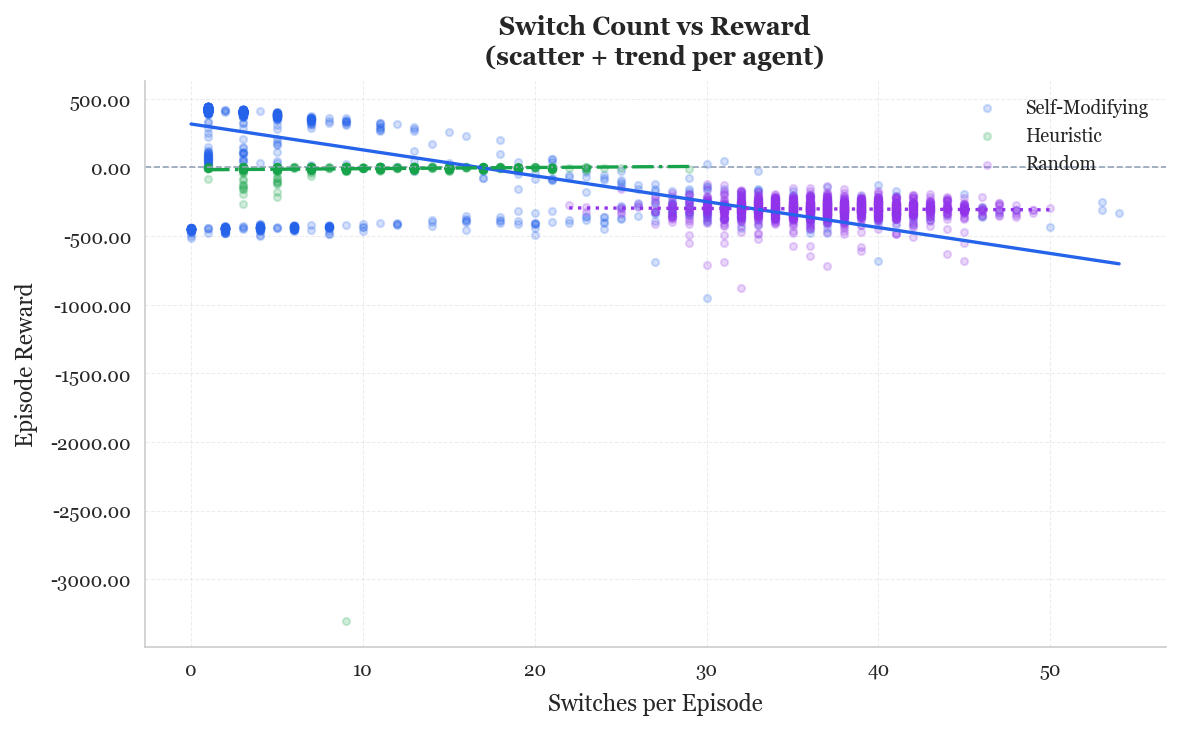 Switch Count vs Reward
(scatter + trend per agent)
500.00
0.00
-500.00
-1000.00
-1500.00
-2000.00
-2500.00
-3000.00
Episode Reward
Self-Modifying
Heuristic
Random
0 10 20 30 40 50
Switches per Episode